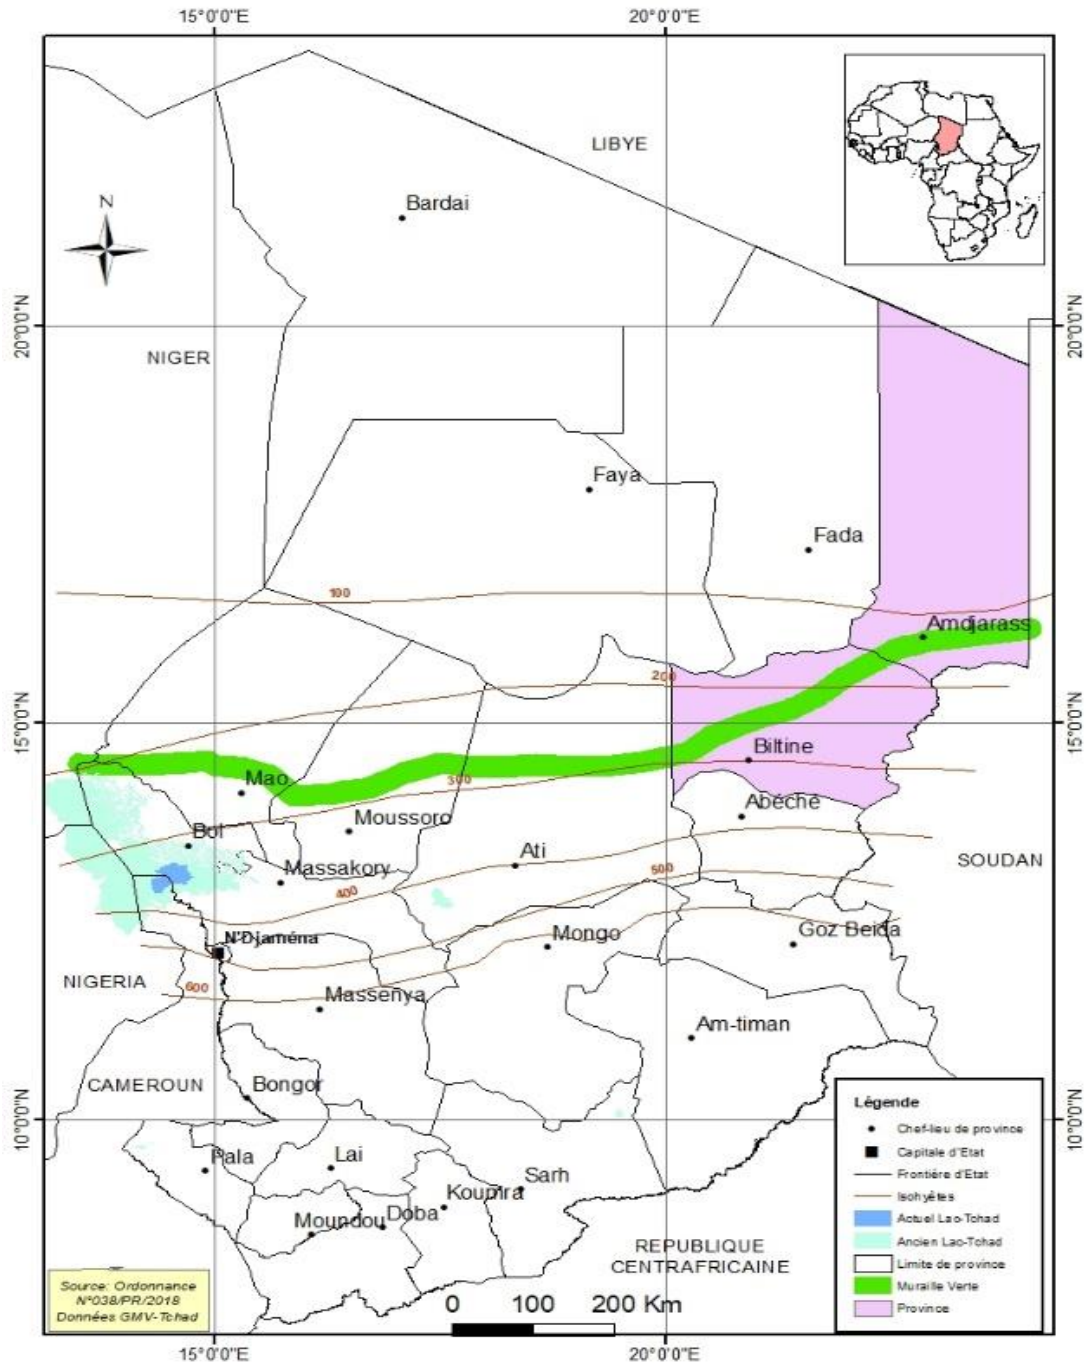 15°0'0"E
20°0'0"E
LIBYE
Bardai
N
20°0'0"N
20°0'0"N
NIGER
Faya
Fada
100
Amdjarass
200
15°0'0"N
15°0'0"N
Biltine
Mao
300
Abéché
Moussoro
Bol
Ati
SOUDAN
Massakory
500
400
N'Djaména
Goz Beida
Mongo
NIGERIA
600
Massenya
Am-timan
CAMEROUN
Bongor
10°0'0"N
10°0'0"N
Pala
Lai
Sarh
Koumra
Doba
Moundou
REPUBLIQUE
CENTRAFRICAINE
Légende
Chef-lieu de province
Capitale d'Etat
Frontière d'Etat
Isohyètes
Actuel Lac-Tchad
Ancien Lac-Tchad
Limite de province
Muraille Verte
Province
Source: Ordonnance
N°038/PR/2018
Données GMV-Tchad
0 100 200 Km
15°0'0"E
20°0'0"E